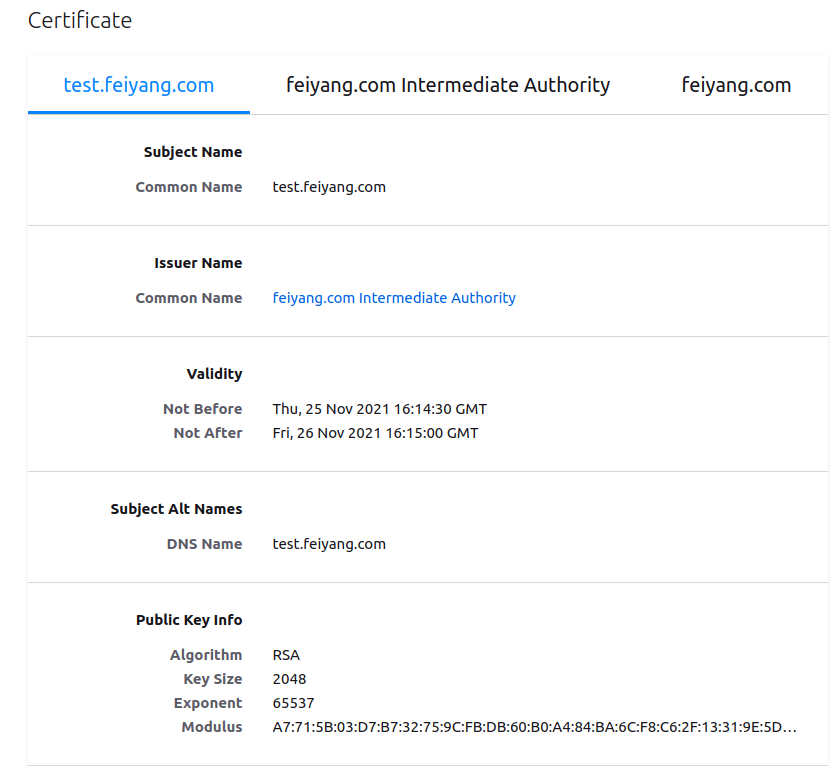 Certificate
test.feiyang.com feiyang.com Intermediate Authority feiyang.com
Subject Name
Common Name test.feiyang.com
Issuer Name
Common Name feiyang.com Intermediate Authority
Validity
Not Before Thu, 25 Nov 2021 16:14:30 GMT
Not After Fri, 26 Nov 2021 16:15:00 GMT
Subject Alt Names
DNS Name test.feiyang.com
Public Key Info
Algorithm RSA
Key Size 2048
Exponent 65537
Modulus A7:71:5B:03:D7:B7:32:75:9C:FB:DB:60:B0:A4:84:BA:6C:F8:C6:2F:13:31:9E:5D…